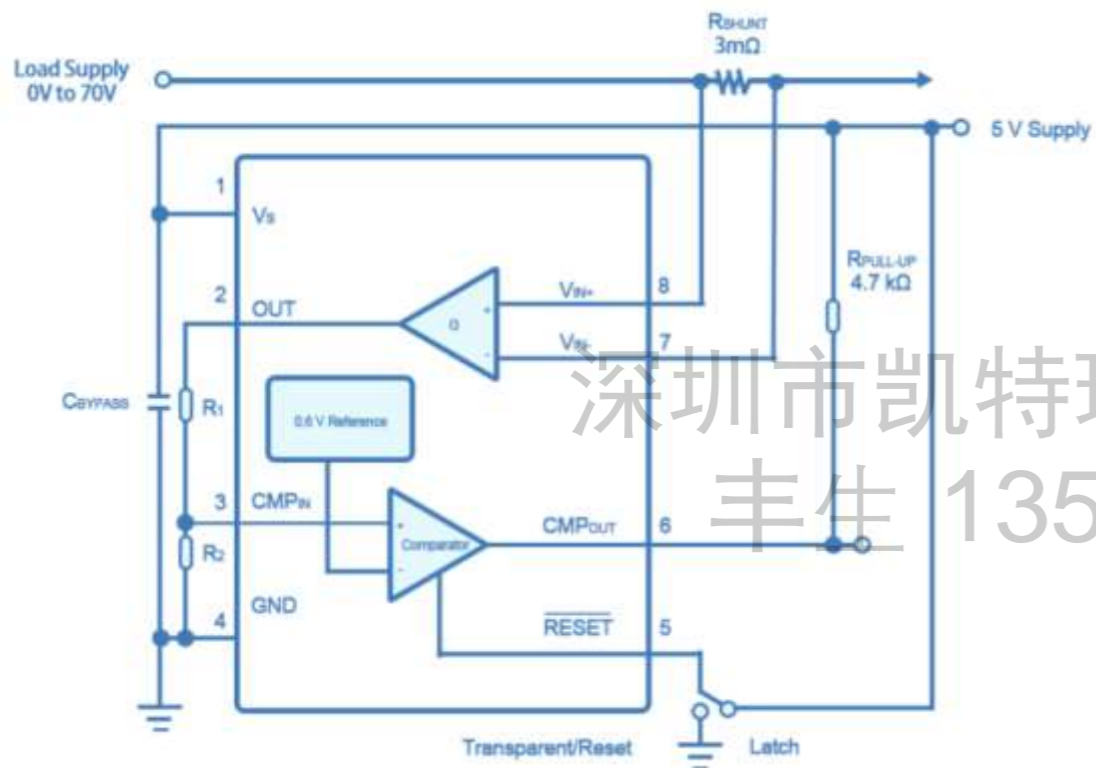 RSHUNT
3mΩ
Load Supply
0V to 70V
5 V Supply
1
VS
RPULL-UP
4.7 kΩ
2
OUT
VIN+
8
G
+
-
VIN-
7
CBYPASS
R1
0.6 V Reference
3
CMPIN
+
Comparator
-
CMPOUT
6
R2
GND
4
RESET
5
Transparent/Reset
Latch
深圳市凯特
丰生 135